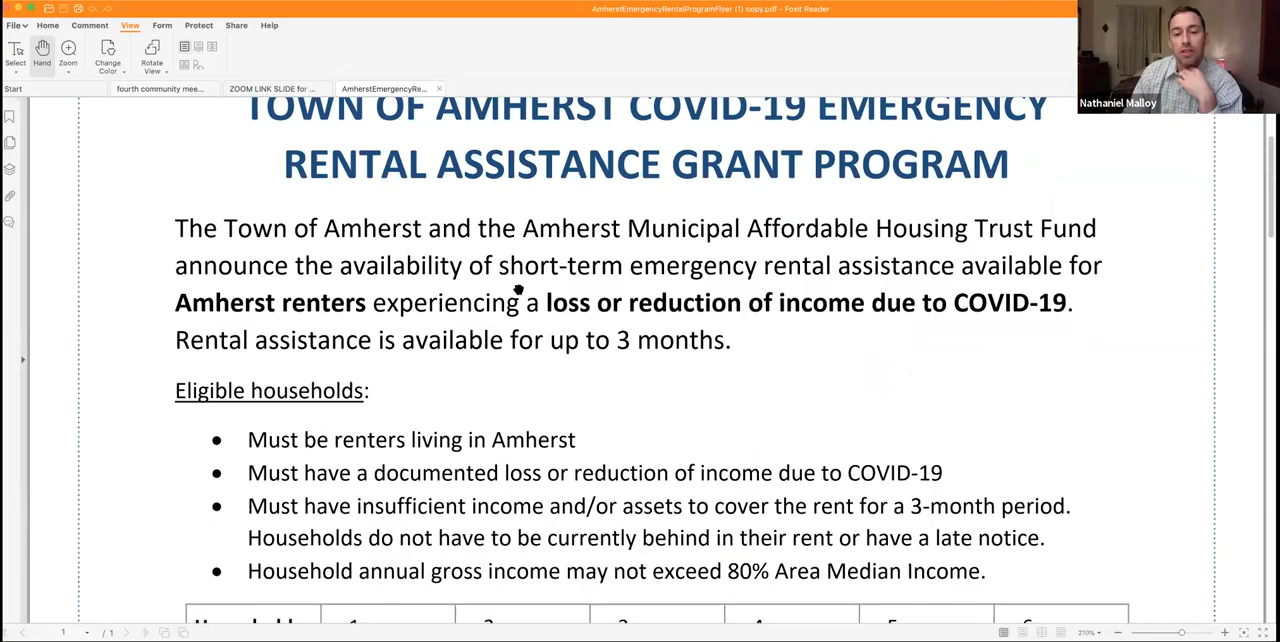 AmherstEmergencyRentalProgramFlyer (1) copy.pdf - Foxit Reader
File Home Comment View Form Protect Share Help
Select Hand Zoom Change Color Rotate View
Start fourth community mee... ZOOM LINK SLIDE for ... AmherstEmergencyRe...
Nathaniel Malloy
TOWN OF AMHERST COVID-19 EMERGENCY
RENTAL ASSISTANCE GRANT PROGRAM
The Town of Amherst and the Amherst Municipal Affordable Housing Trust Fund
announce the availability of short-term emergency rental assistance available for
Amherst renters experiencing a loss or reduction of income due to COVID-19.
Rental assistance is available for up to 3 months.
Eligible households:
• Must be renters living in Amherst
• Must have a documented loss or reduction of income due to COVID-19
• Must have insufficient income and/or assets to cover the rent for a 3-month period.
Households do not have to be currently behind in their rent or have a late notice.
• Household annual gross income may not exceed 80% Area Median Income.
1 / 1 210%